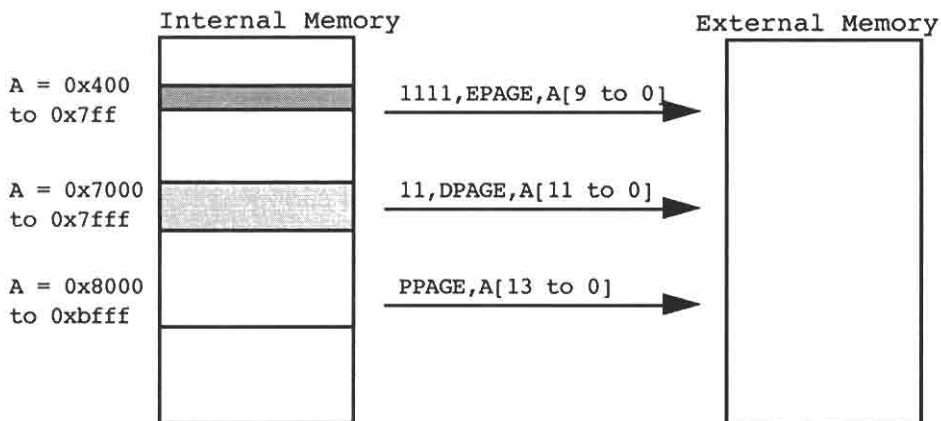 Internal Memory
External Memory
A = 0x400
to 0x7ff
1111,EPAGE,A[9 to 0]
A = 0x7000
to 0x7fff
11,DPAGE,A[11 to 0]
A = 0x8000
to 0xbfff
PPAGE,A[13 to 0]